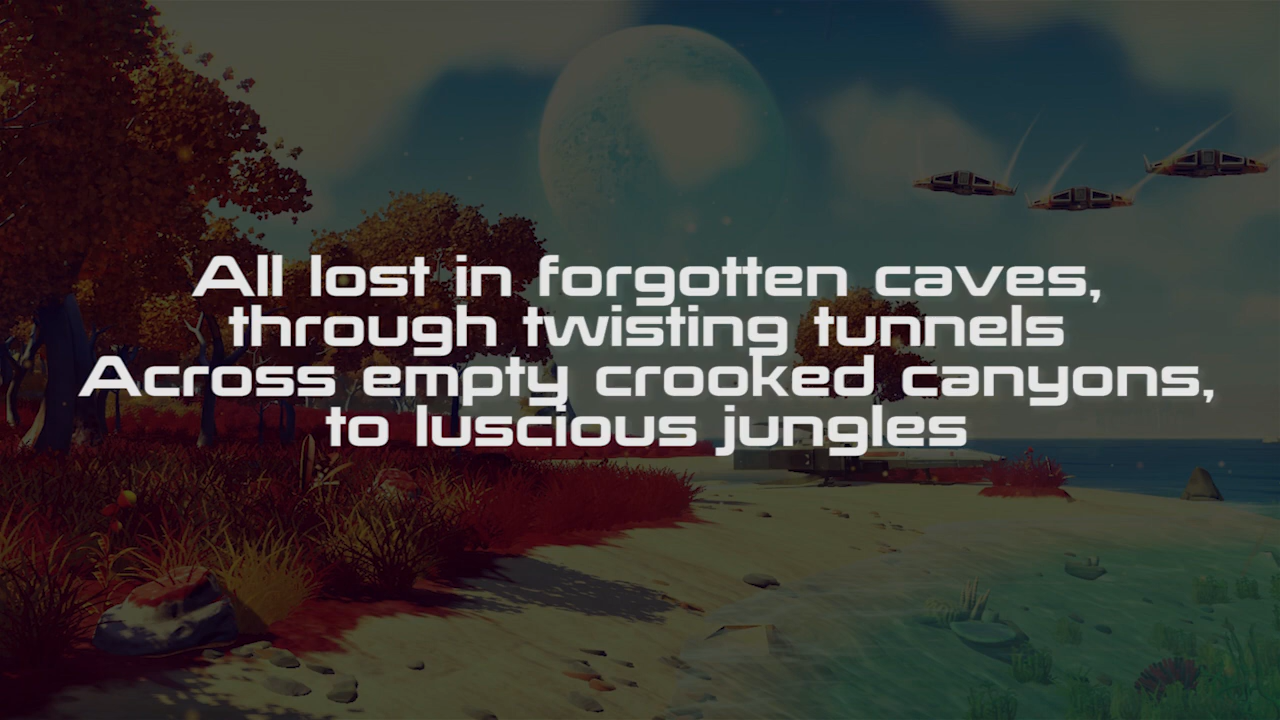 All lost in forgotten caves,
through twisting tunnels
Across empty crooked canyons,
to luscious jungles